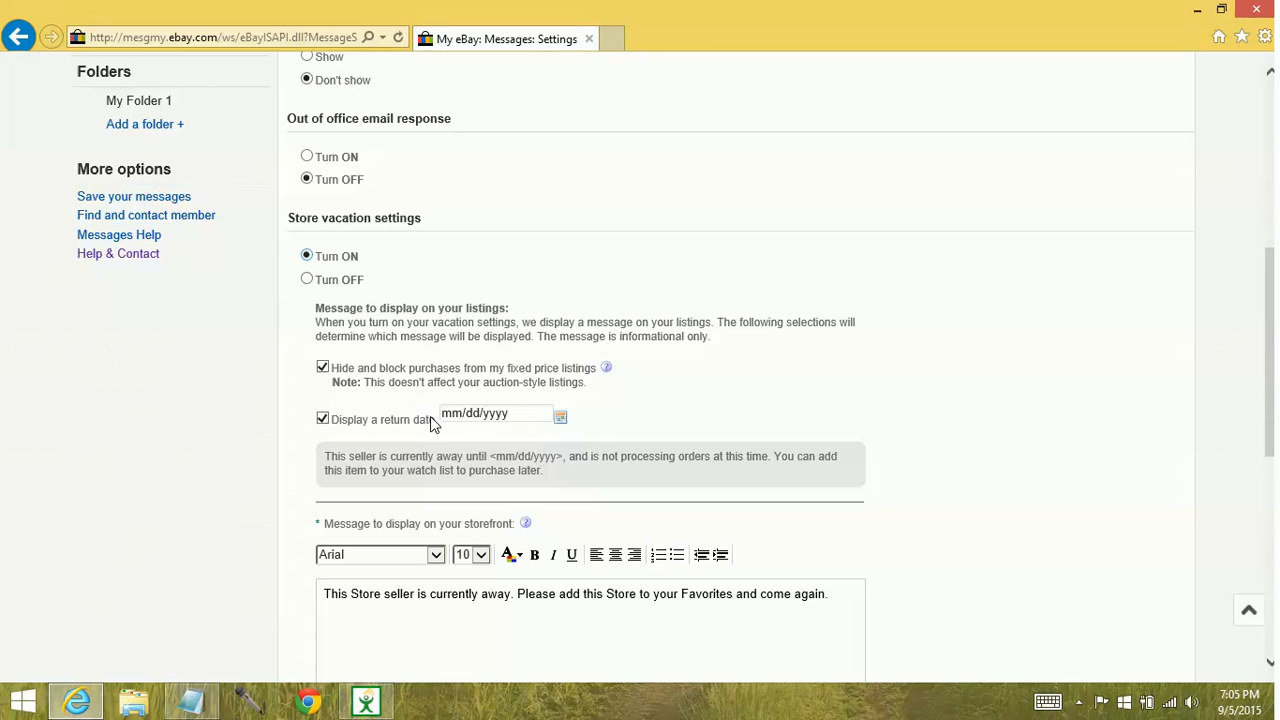 http://mesgmy.ebay.com/ws/eBayISAPI.dll?MessageS
My eBay: Messages: Settings
Show
Don't show
Folders
My Folder 1
Add a folder +
More options
Save your messages
Find and contact member
Messages Help
Help & Contact
Out of office email response
Turn ON
Turn OFF
Store vacation settings
Turn ON
Turn OFF
Message to display on your listings:
When you turn on your vacation settings, we display a message on your listings. The following selections will
determine which message will be displayed. The message is informational only.
Hide and block purchases from my fixed price listings
Note: This doesn't affect your auction-style listings.
Display a return date mm/dd/yyyy
This seller is currently away until <mm/dd/yyyy>, and is not processing orders at this time. You can add
this item to your watch list to purchase later.
* Message to display on your storefront:
Arial 10 A B I U
This Store seller is currently away. Please add this Store to your Favorites and come again.
7:05 PM
9/5/2015